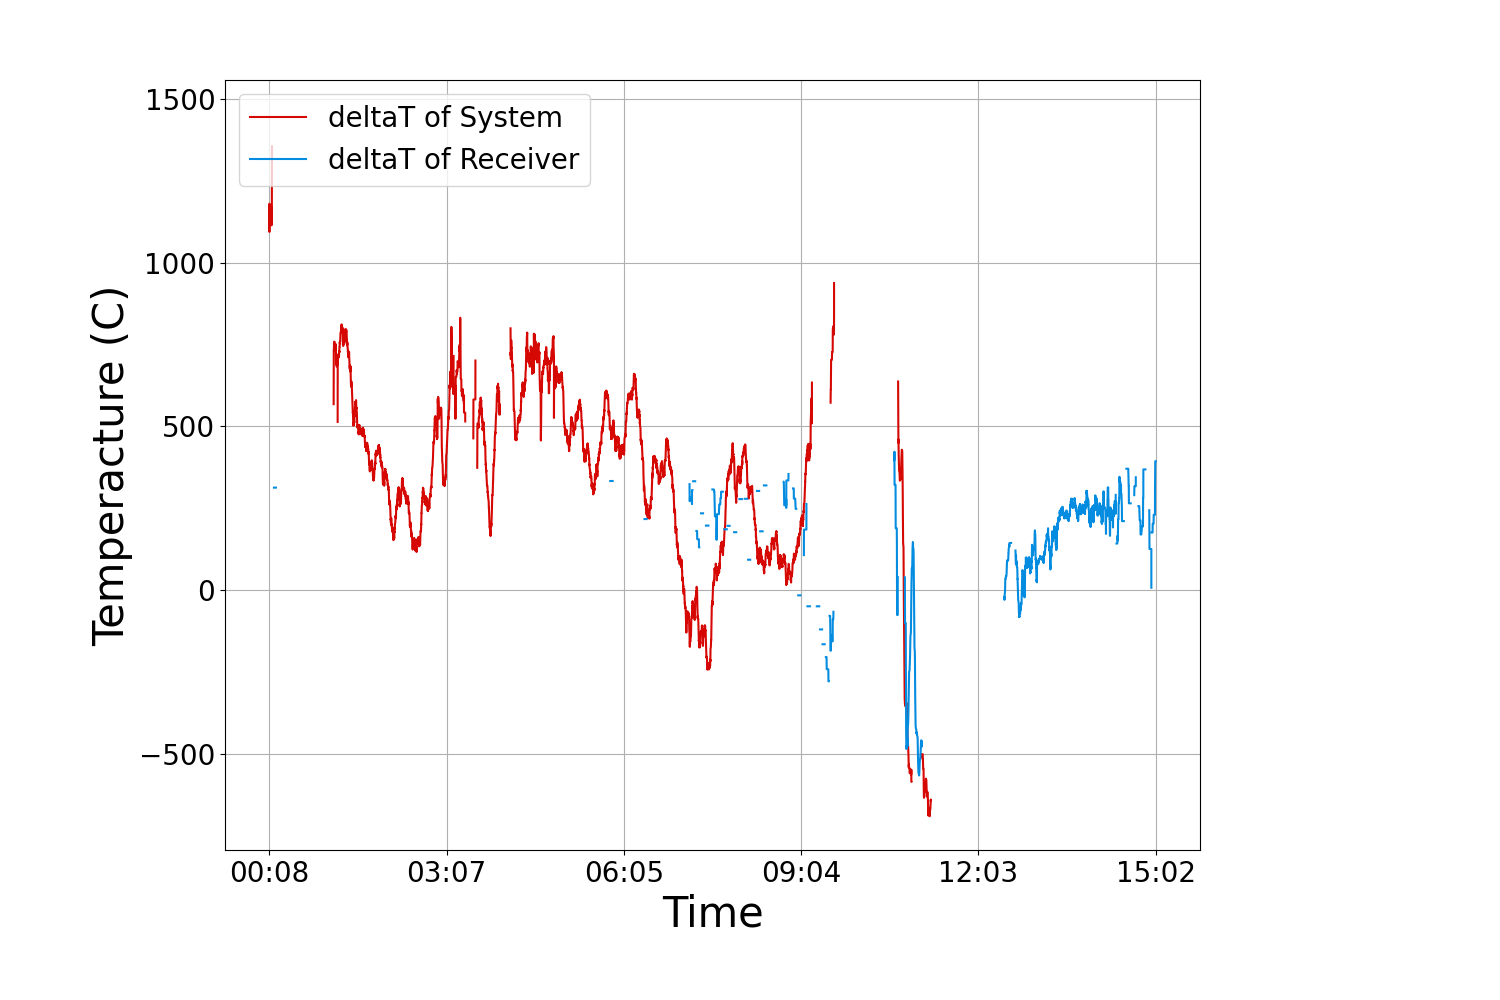 1500
1000
500
0
−500
deltaT of System
deltaT of Receiver
Temperacture (C)
00:08 03:07 06:05 09:04 12:03 15:02
Time